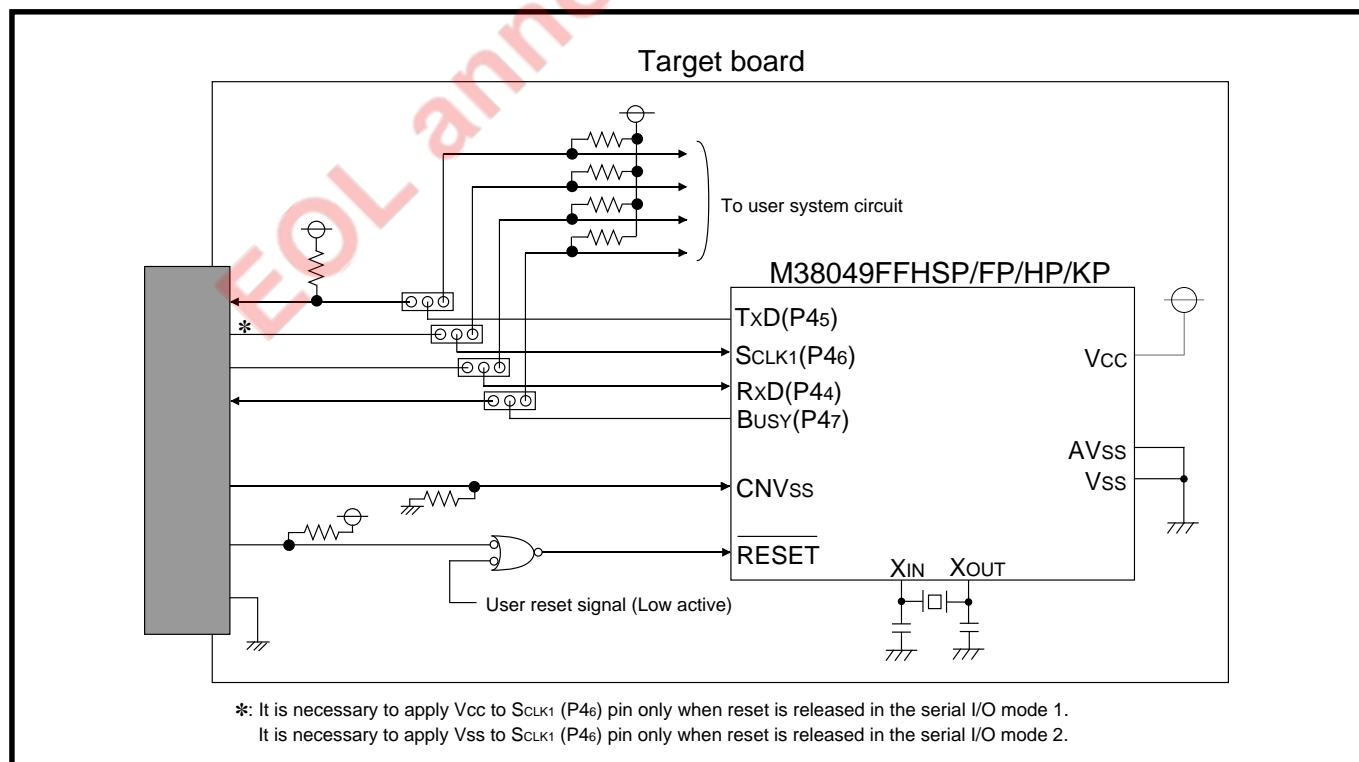 EOL anno
Target board
To user system circuit
M38049FFHSP/FP/HP/KP
TxD(P45)
SCLK1(P46)
RxD(P44)
BUSY(P47)
VCC
AVSS
VSS
CNVSS
RESET
XIN XOUT
*
User reset signal (Low active)
*: It is necessary to apply Vcc to SCLK1 (P46) pin only when reset is released in the serial I/O mode 1.
It is necessary to apply Vss to SCLK1 (P46) pin only when reset is released in the serial I/O mode 2.